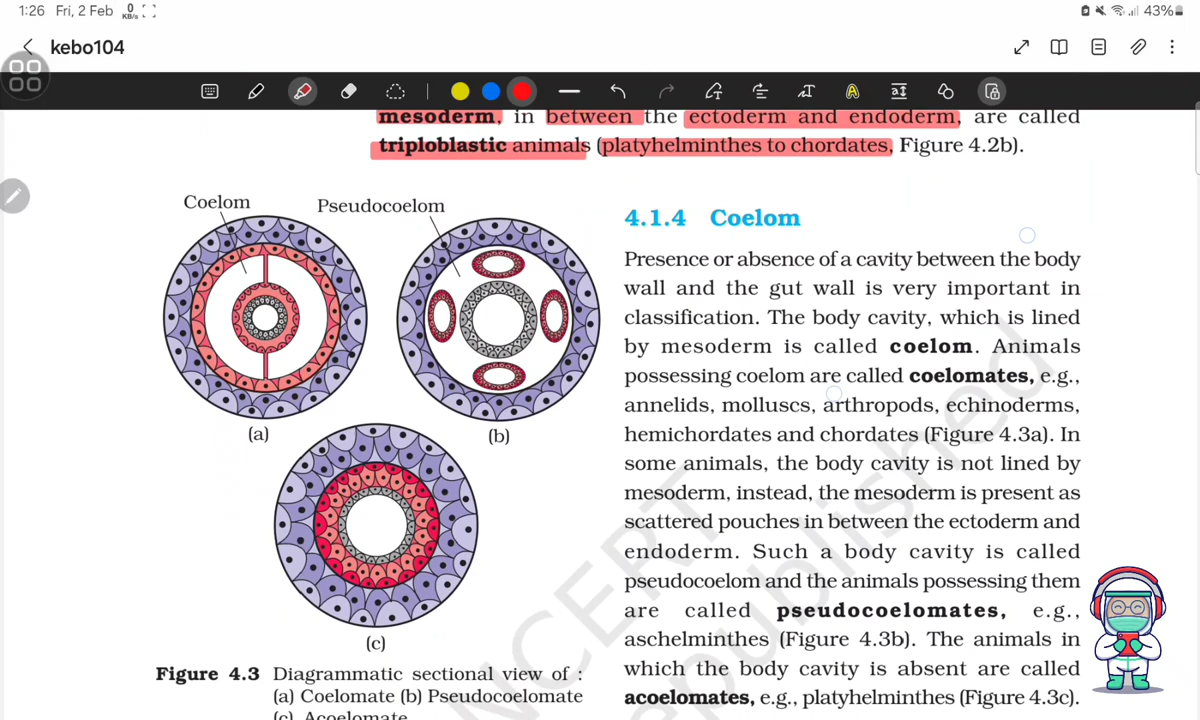 1:26 Fri, 2 Feb 0 KB/s 43%
kebo104
mesoderm, in between the ectoderm and endoderm, are called
triploblastic animals (platyhelminthes to chordates, Figure 4.2b).
Coelom Pseudocoelom
(a) (b)
(c)
Figure 4.3 Diagrammatic sectional view of :
(a) Coelomate (b) Pseudocoelomate
(c) Acoelomate
4.1.4 Coelom
Presence or absence of a cavity between the body
wall and the gut wall is very important in
classification. The body cavity, which is lined
by mesoderm is called coelom. Animals
possessing coelom are called coelomates, e.g.,
annelids, molluscs, arthropods, echinoderms,
hemichordates and chordates (Figure 4.3a). In
some animals, the body cavity is not lined by
mesoderm, instead, the mesoderm is present as
scattered pouches in between the ectoderm and
endoderm. Such a body cavity is called
pseudocoelom and the animals possessing them
are called pseudocoelomates, e.g.,
aschelminthes (Figure 4.3b). The animals in
which the body cavity is absent are called
acoelomates, e.g., platyhelminthes (Figure 4.3c).
NCERT
republished